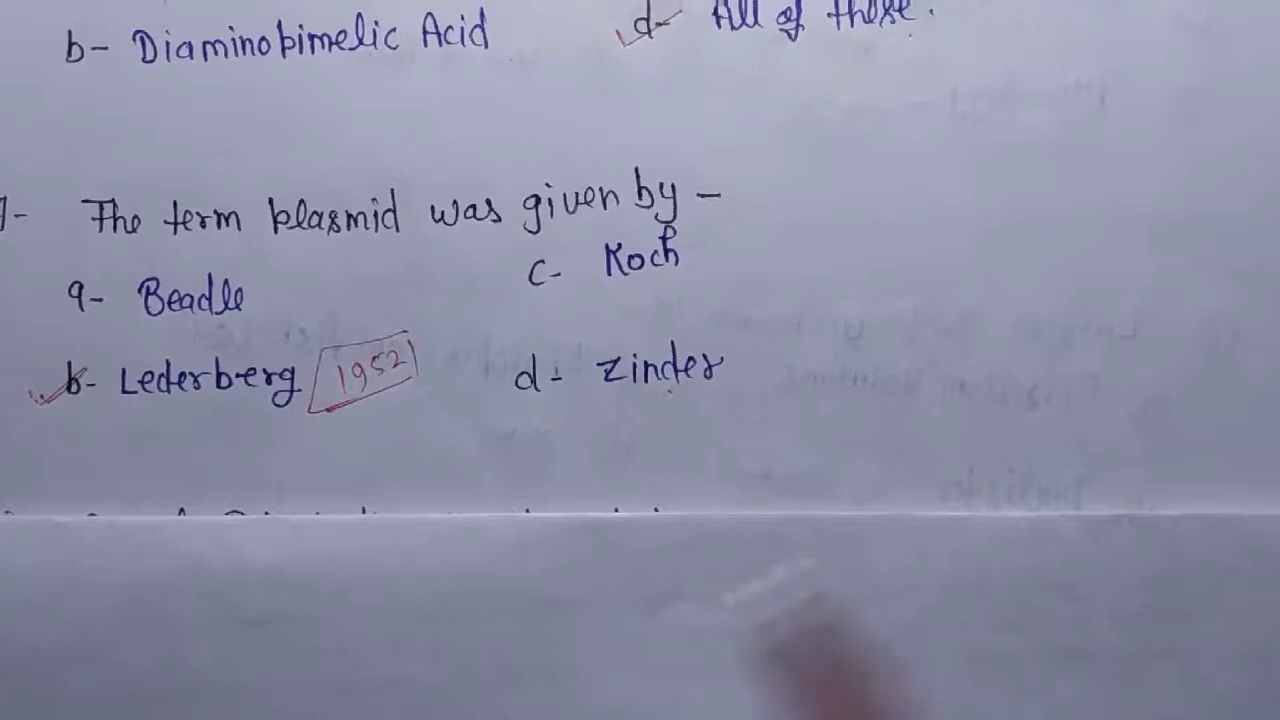 b- Diaminopimelic Acid d- All of these.
The term plasmid was given by -
a- Beadle c- Koch
b- Lederberg 1952 d- Zinder